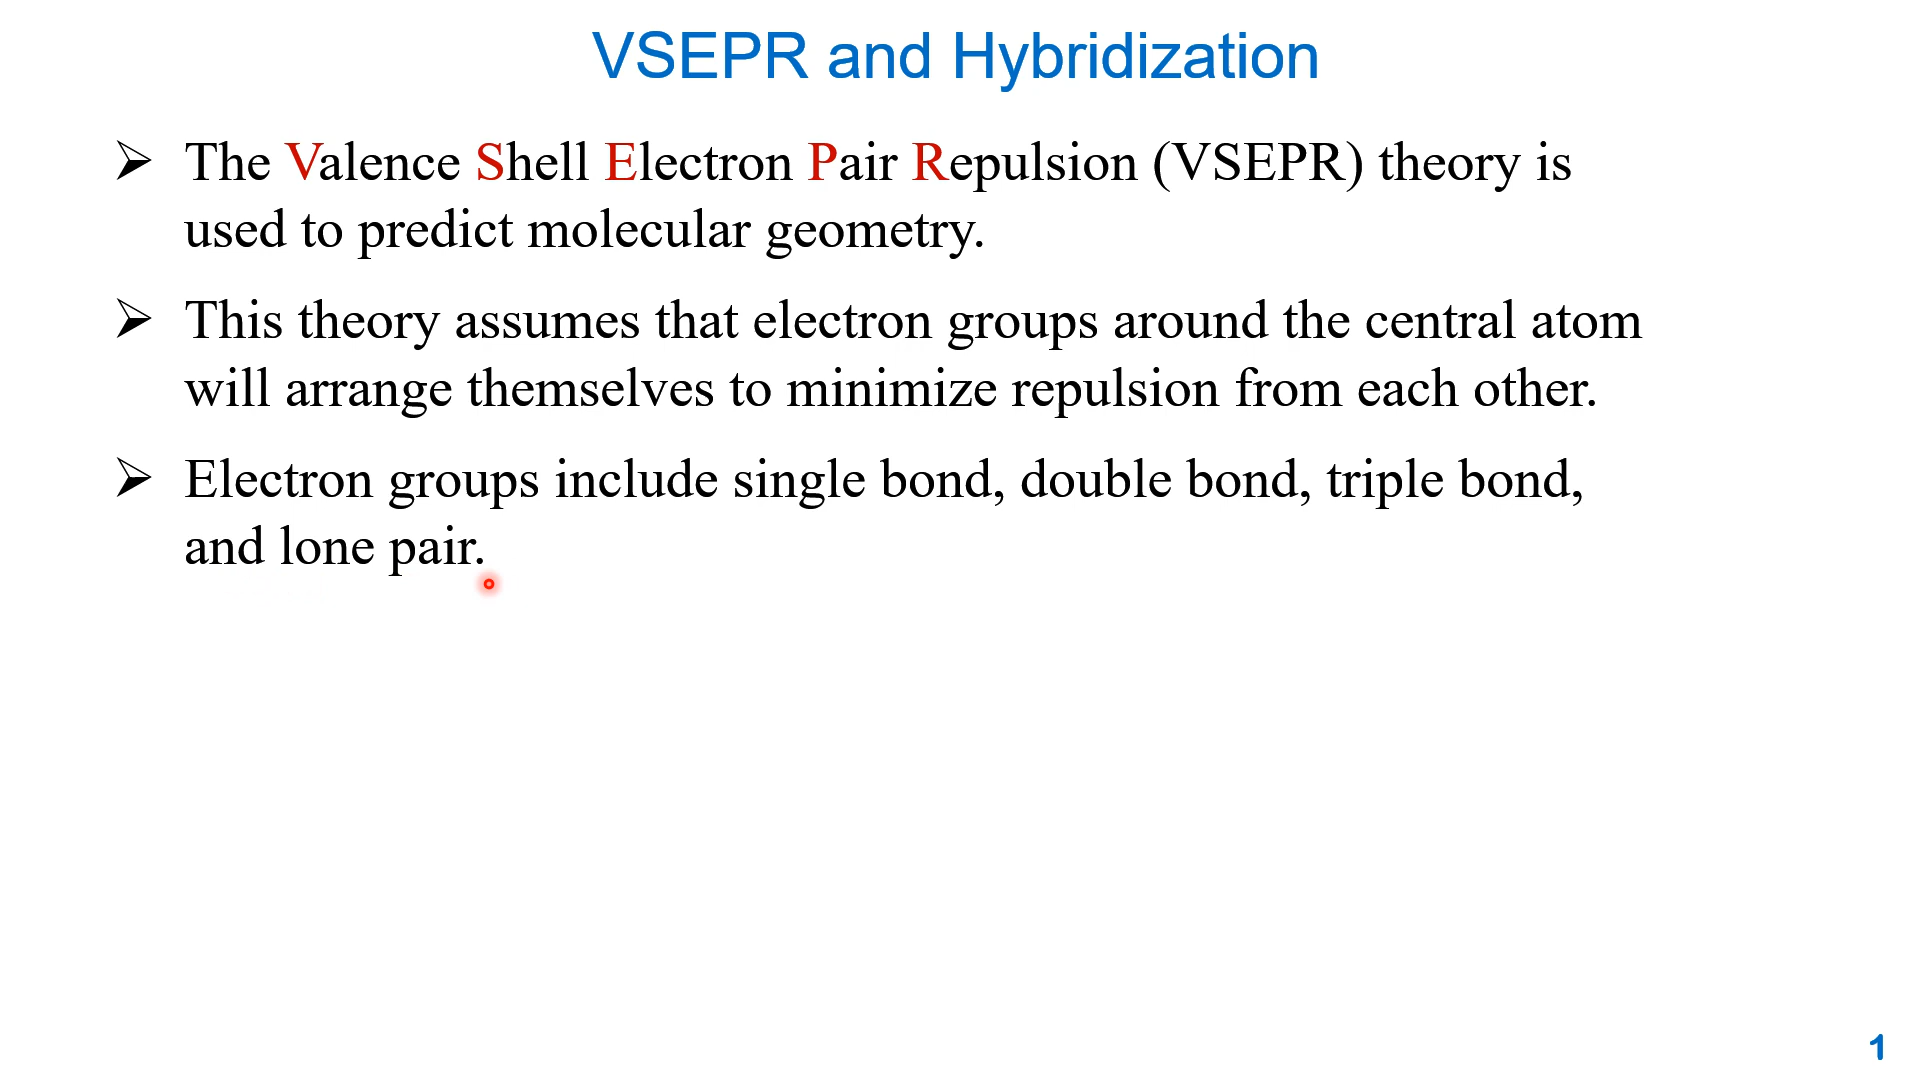 VSEPR and Hybridization
➢ The Valence Shell Electron Pair Repulsion (VSEPR) theory is
used to predict molecular geometry.
➢ This theory assumes that electron groups around the central atom
will arrange themselves to minimize repulsion from each other.
➢ Electron groups include single bond, double bond, triple bond,
and lone pair.
1